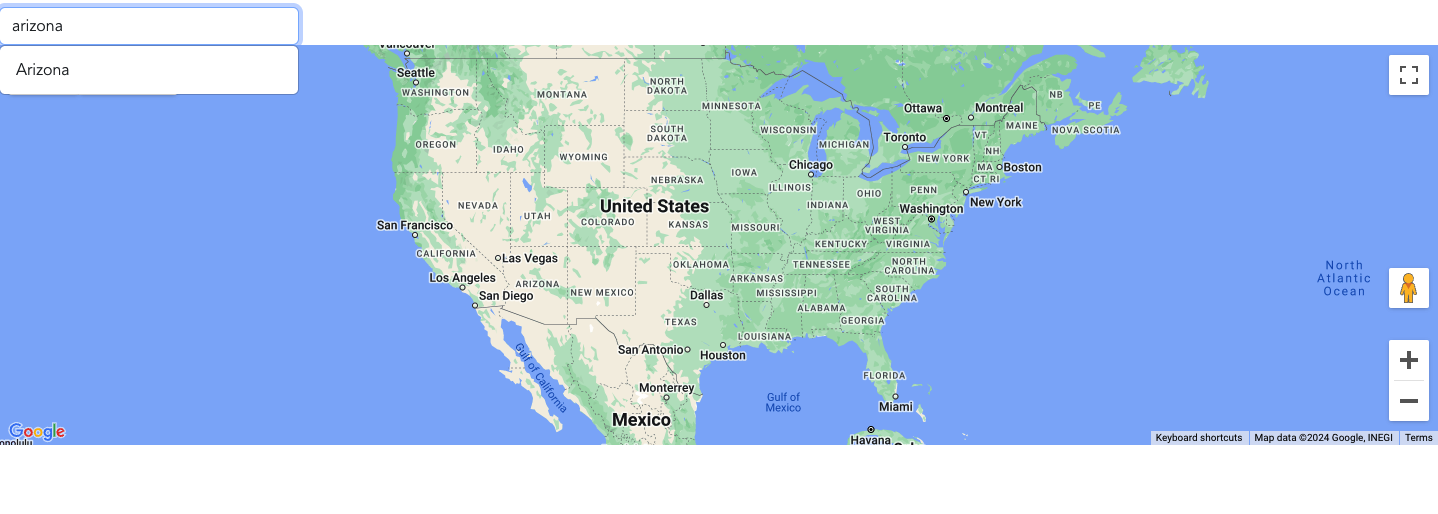 arizona
Arizona
Vancouver
Seattle
WASHINGTON
MONTANA
NORTH
DAKOTA
MINNESOTA
Ottawa
Montreal
NB
PE
MAINE
NOVA SCOTIA
OREGON
IDAHO
WYOMING
SOUTH
DAKOTA
WISCONSIN
MICHIGAN
Toronto
VT
NH
NEW YORK
MA
CT RI
Boston
Chicago
IOWA
NEBRASKA
ILLINOIS
INDIANA
OHIO
PENN
New York
Washington
United States
NEVADA
UTAH
COLORADO
KANSAS
MISSOURI
WEST
VIRGINIA
KENTUCKY
VIRGINIA
San Francisco
CALIFORNIA
Las Vegas
OKLAHOMA
TENNESSEE
NORTH
CAROLINA
Los Angeles
ARIZONA
NEW MEXICO
ARKANSAS
MISSISSIPPI
SOUTH
CAROLINA
San Diego
Dallas
ALABAMA
GEORGIA
TEXAS
LOUISIANA
San Antonio
Houston
Gulf of California
FLORIDA
Monterrey
Gulf of
Mexico
Miami
Mexico
Havana
North
Atlantic
Ocean
Google
Keyboard shortcuts
Map data ©2024 Google, INEGI
Terms